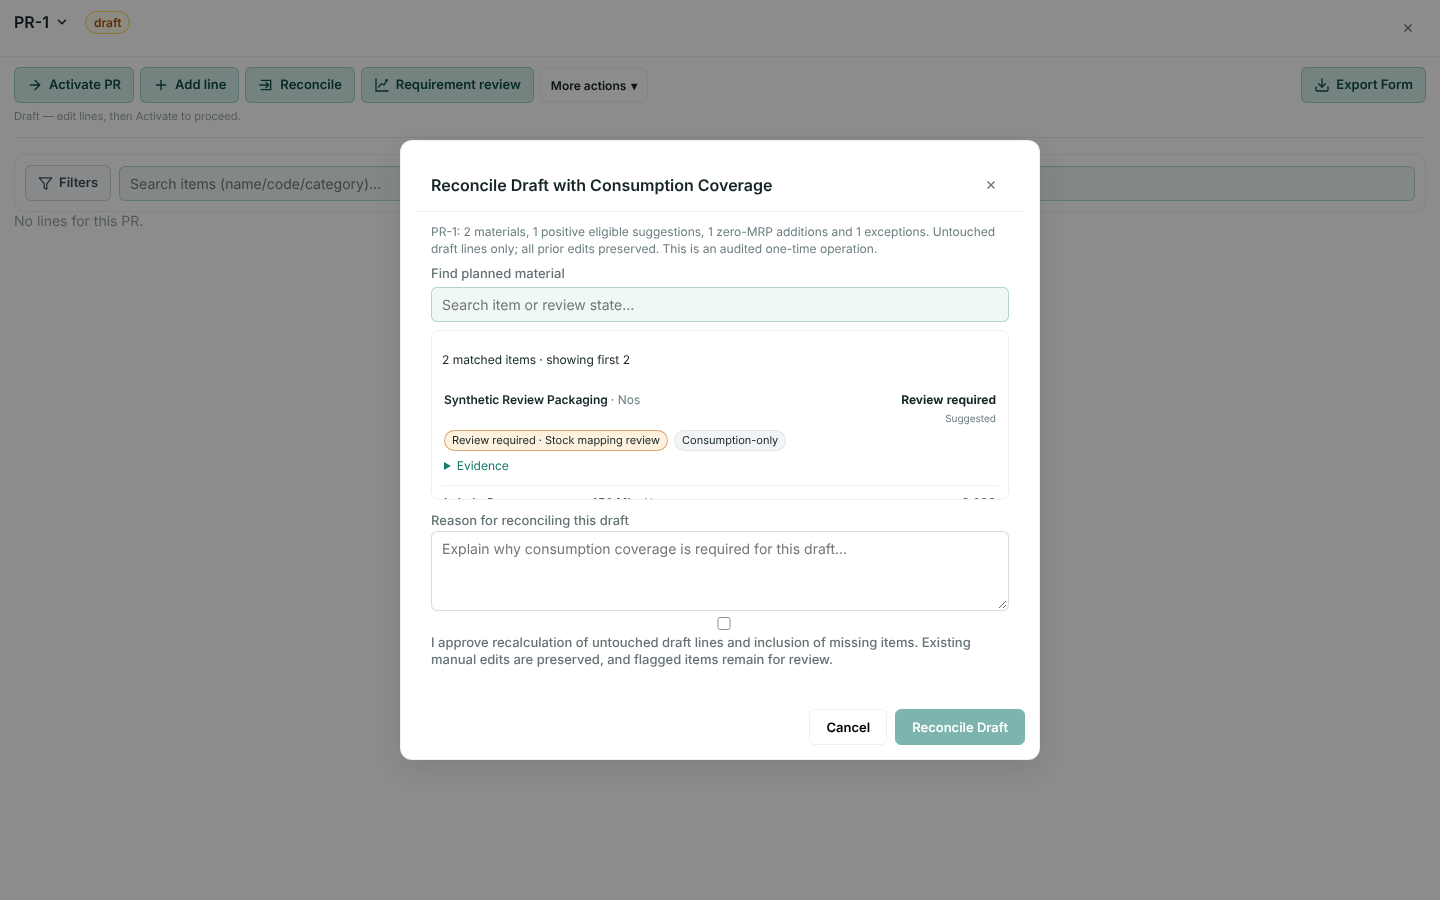 PR-1
draft
×
Activate PR
Add line
Reconcile
Requirement review
More actions ▾
Export Form
Draft — edit lines, then Activate to proceed.
Filters
Search items (name/code/category)...
No lines for this PR.
Reconcile Draft with Consumption Coverage
×
PR-1: 2 materials, 1 positive eligible suggestions, 1 zero-MRP additions and 1 exceptions. Untouched
draft lines only; all prior edits preserved. This is an audited one-time operation.
Find planned material
Search item or review state...
2 matched items · showing first 2
Synthetic Review Packaging · Nos
Review required
Suggested
Review required · Stock mapping review
Consumption-only
▶ Evidence
Reason for reconciling this draft
Explain why consumption coverage is required for this draft...
I approve recalculation of untouched draft lines and inclusion of missing items. Existing
manual edits are preserved, and flagged items remain for review.
Cancel
Reconcile Draft